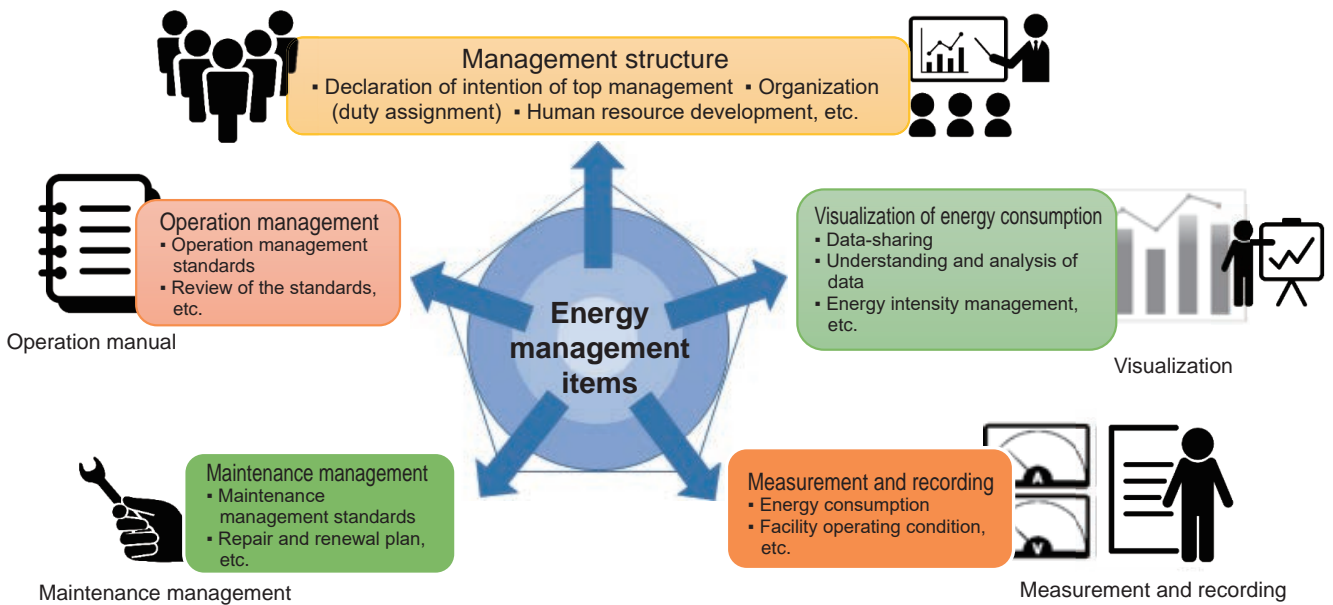 Management structure
▪ Declaration of intention of top management ▪ Organization
(duty assignment) ▪ Human resource development, etc.
Operation management
▪ Operation management
standards
▪ Review of the standards,
etc.
Operation manual
Visualization of energy consumption
▪ Data-sharing
▪ Understanding and analysis of
data
▪ Energy intensity management,
etc.
Visualization
Energy
management
items
Maintenance management
▪ Maintenance
management standards
▪ Repair and renewal plan,
etc.
Maintenance management
Measurement and recording
▪ Energy consumption
▪ Facility operating condition,
etc.
A
V
Measurement and recording